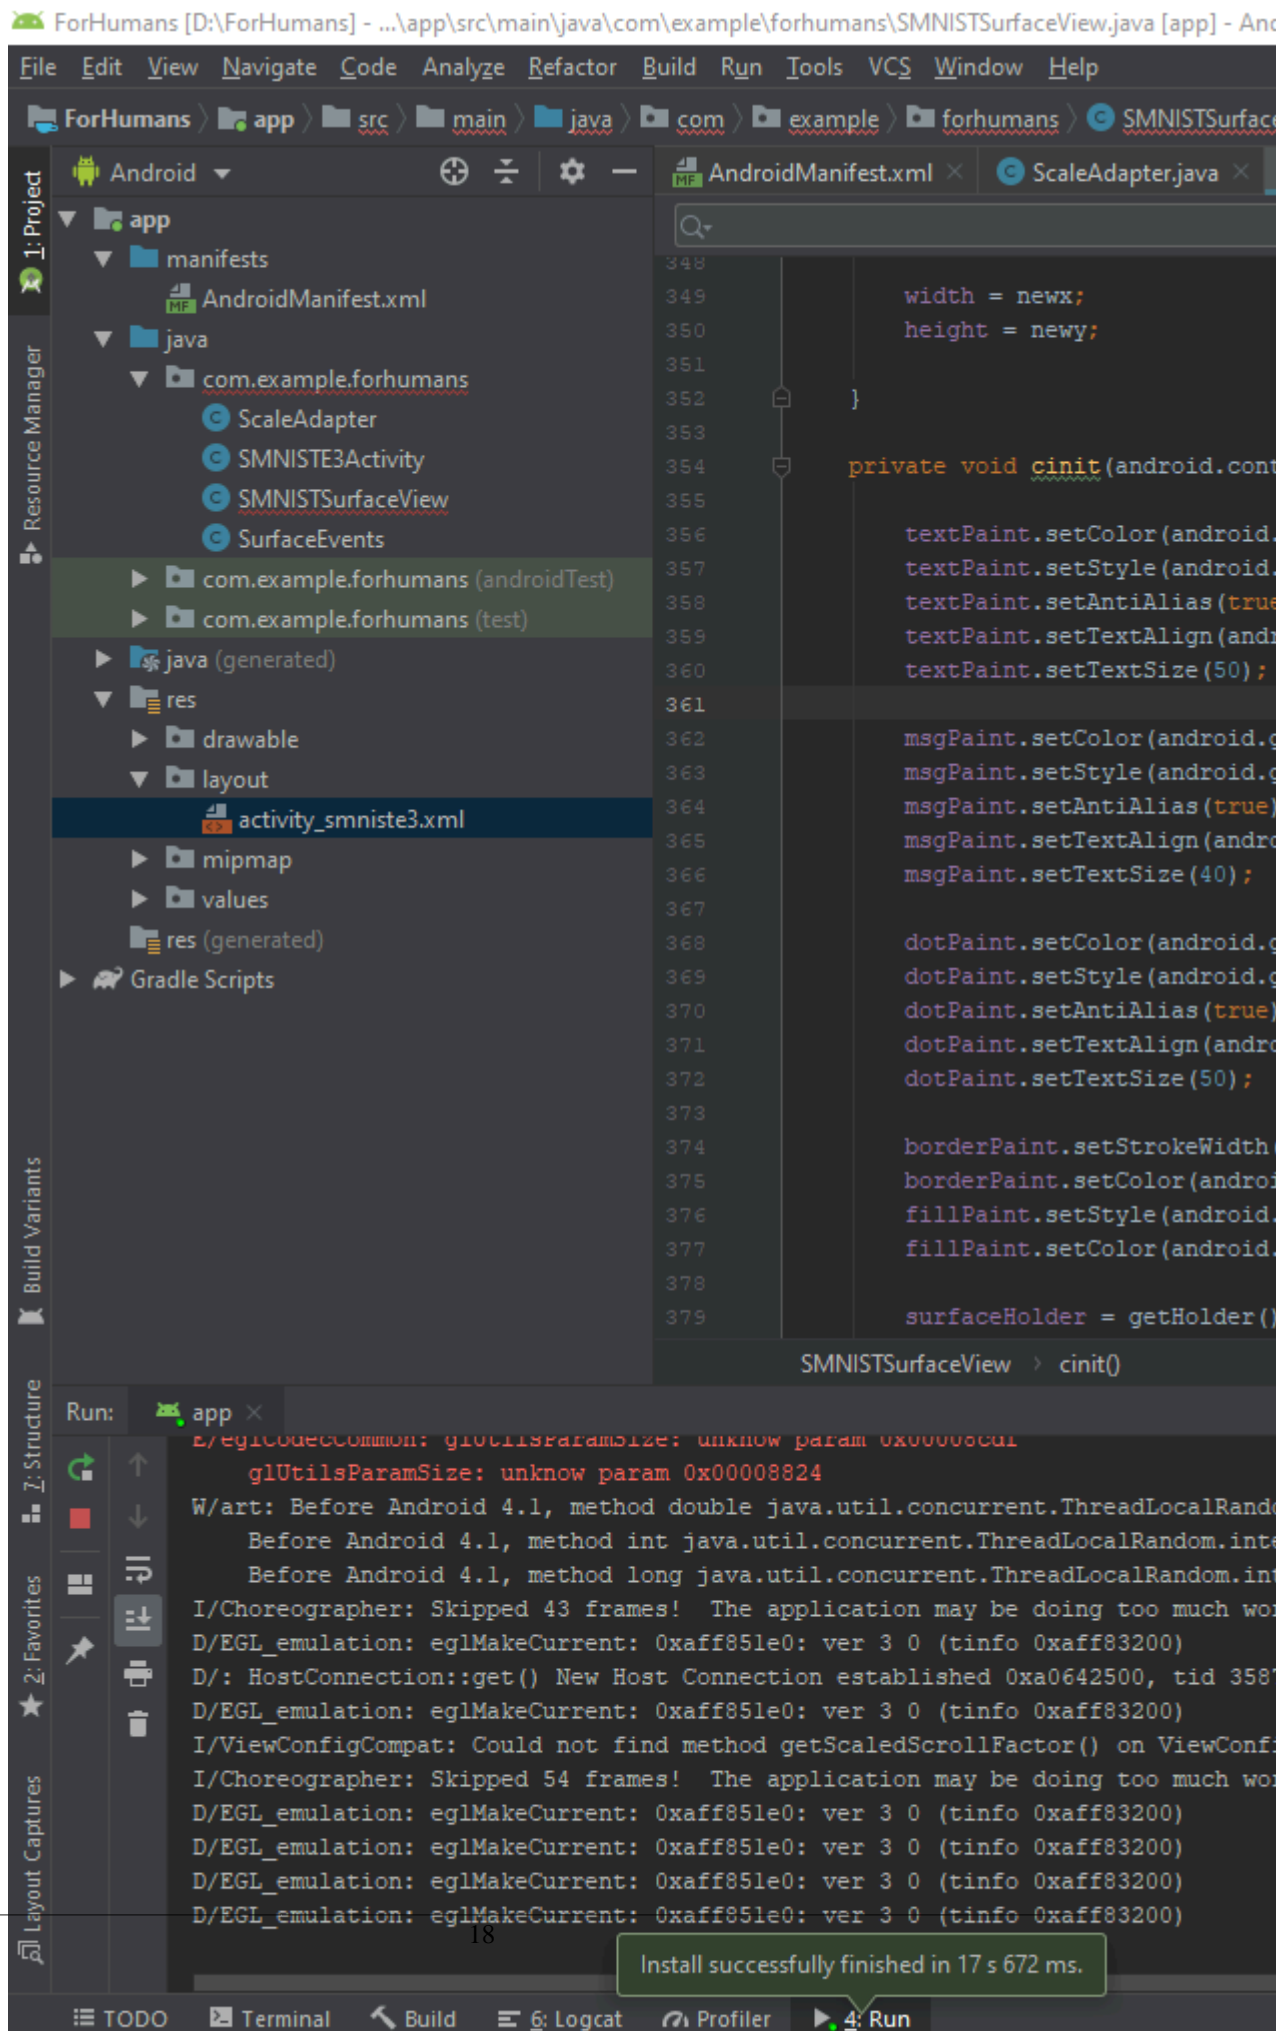 ForHumans [D:\ForHumans] - ...\app\src\main\java\com\example\forhumans\SMNISTSurfaceView.java [app] - And
File Edit View Navigate Code Analyze Refactor Build Run Tools VCS Window Help
ForHumans app src main java com example forhumans SMNISTSurface
1: Project
Resource Manager
Build Variants
7: Structure
2: Favorites
Layout Captures
Android
app
manifests
AndroidManifest.xml
java
com.example.forhumans
ScaleAdapter
SMNISTE3Activity
SMNISTSurfaceView
SurfaceEvents
com.example.forhumans (androidTest)
com.example.forhumans (test)
java (generated)
res
drawable
layout
activity_smniste3.xml
mipmap
values
res (generated)
Gradle Scripts
AndroidManifest.xml ScaleAdapter.java
348
349 width = newx;
350 height = newy;
351
352 }
353
354 private void cinit(android.cont
355
356 textPaint.setColor(android.
357 textPaint.setStyle(android.
358 textPaint.setAntiAlias(true
359 textPaint.setTextAlign(andr
360 textPaint.setTextSize(50);
361
362 msgPaint.setColor(android.g
363 msgPaint.setStyle(android.g
364 msgPaint.setAntiAlias(true)
365 msgPaint.setTextAlign(andro
366 msgPaint.setTextSize(40);
367
368 dotPaint.setColor(android.g
369 dotPaint.setStyle(android.g
370 dotPaint.setAntiAlias(true)
371 dotPaint.setTextAlign(andro
372 dotPaint.setTextSize(50);
373
374 borderPaint.setStrokeWidth(
375 borderPaint.setColor(androi
376 fillPaint.setStyle(android.
377 fillPaint.setColor(android.
378
379 surfaceHolder = getHolder()
SMNISTSurfaceView > cinit()
Run: app
E/eglCodecCommon: glUtilsParamSize: unknow param 0x00008cdf
glUtilsParamSize: unknow param 0x00008824
W/art: Before Android 4.1, method double java.util.concurrent.ThreadLocalRando
Before Android 4.1, method int java.util.concurrent.ThreadLocalRandom.inte
Before Android 4.1, method long java.util.concurrent.ThreadLocalRandom.int
I/Choreographer: Skipped 43 frames!  The application may be doing too much wor
D/EGL_emulation: eglMakeCurrent: 0xaff851e0: ver 3 0 (tinfo 0xaff83200)
D/: HostConnection::get() New Host Connection established 0xa0642500, tid 3587
D/EGL_emulation: eglMakeCurrent: 0xaff851e0: ver 3 0 (tinfo 0xaff83200)
I/ViewConfigCompat: Could not find method getScaledScrollFactor() on ViewConfi
I/Choreographer: Skipped 54 frames!  The application may be doing too much wor
D/EGL_emulation: eglMakeCurrent: 0xaff851e0: ver 3 0 (tinfo 0xaff83200)
D/EGL_emulation: eglMakeCurrent: 0xaff851e0: ver 3 0 (tinfo 0xaff83200)
D/EGL_emulation: eglMakeCurrent: 0xaff851e0: ver 3 0 (tinfo 0xaff83200)
D/EGL_emulation: eglMakeCurrent: 0xaff851e0: ver 3 0 (tinfo 0xaff83200)
18
Install successfully finished in 17 s 672 ms.
TODO Terminal Build 6: Logcat Profiler 4: Run